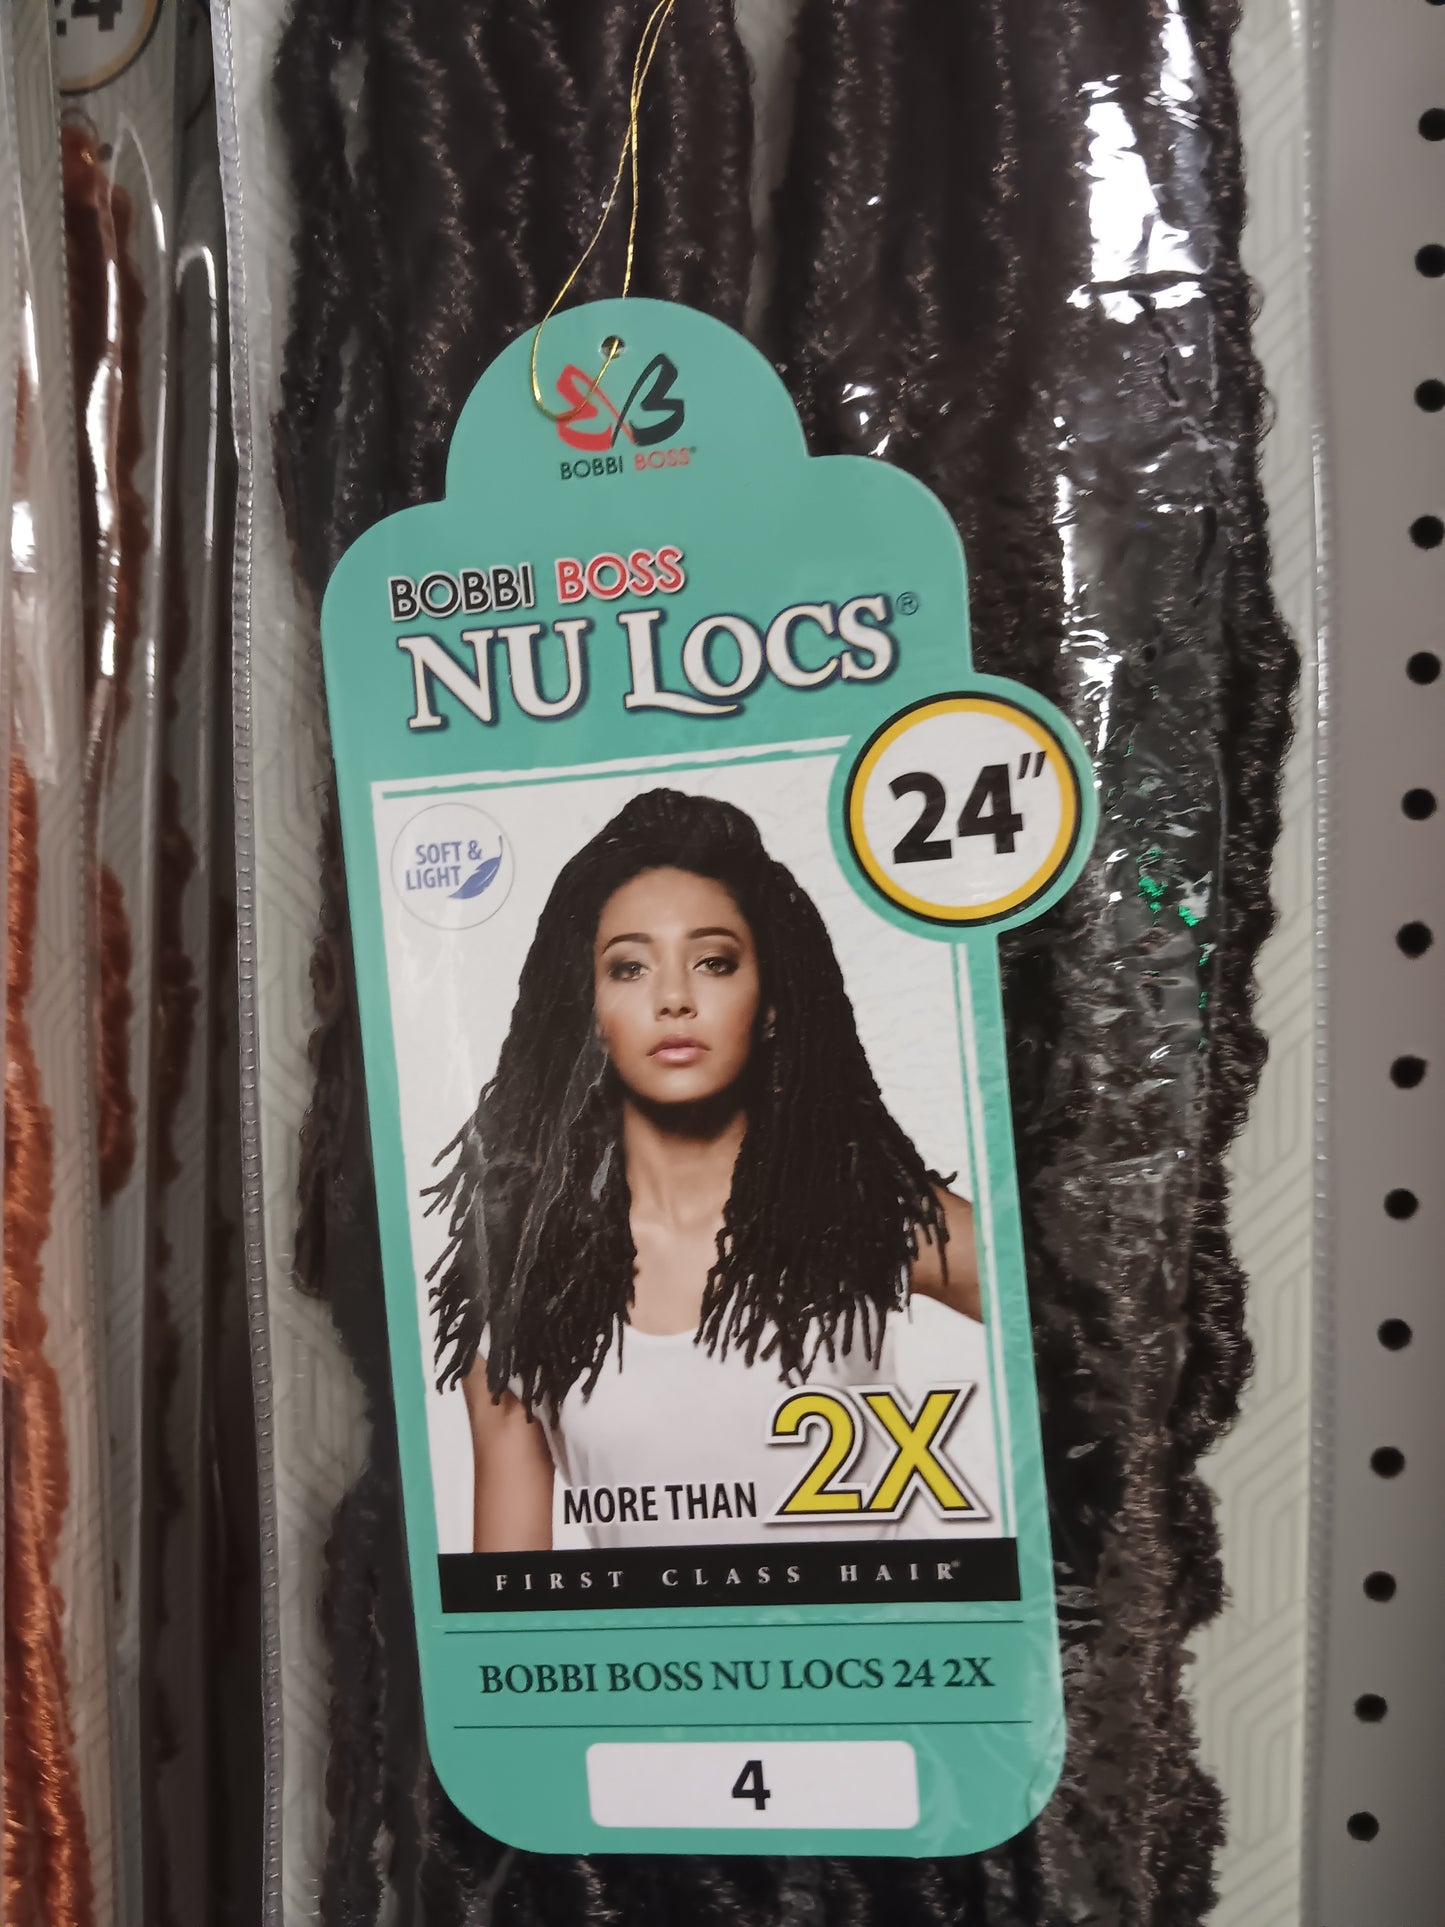 24
BOBBI BOSS®
BOBBI BOSS
NU LOCS®
24"
SOFT &
LIGHT
MORE THAN 2X
FIRST CLASS HAIR®
BOBBI BOSS NU LOCS 24 2X
4